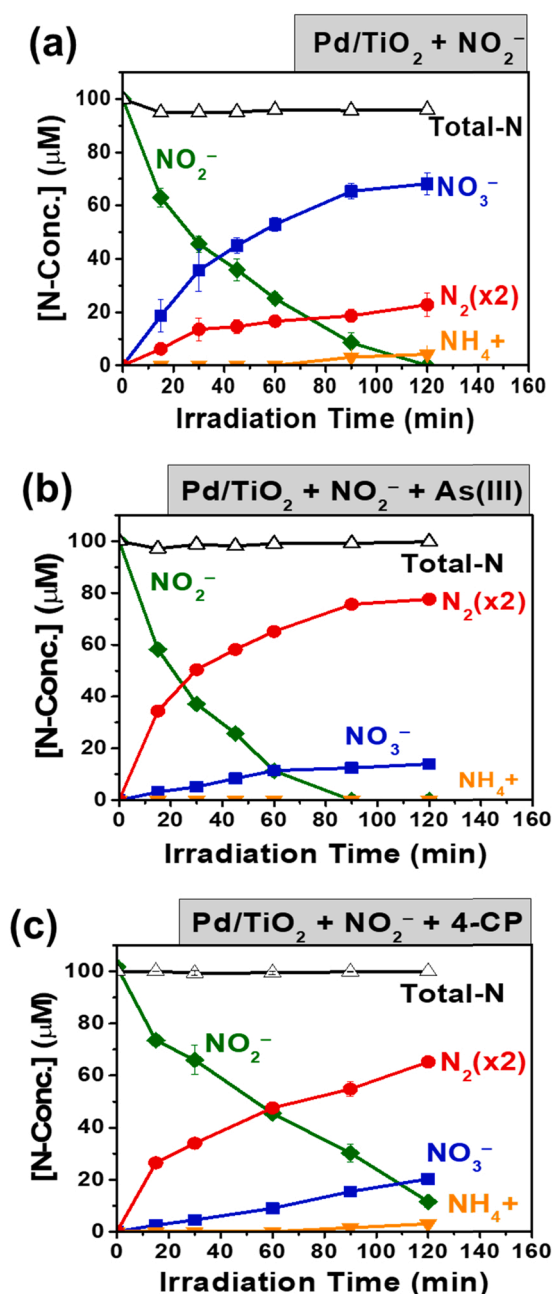 (a)
Pd/TiO₂ + NO₂⁻
[N-Conc.] (μM)
100
80
60
40
20
0
Total-N
NO₂⁻
NO₃⁻
N₂(x2)
NH₄+
0 20 40 60 80 100 120 140 160
Irradiation Time (min)
(b)
Pd/TiO₂ + NO₂⁻ + As(III)
[N-Conc.] (μM)
100
80
60
40
20
0
NO₂⁻
Total-N
N₂(x2)
NO₃⁻
NH₄+
0 20 40 60 80 100 120 140 160
Irradiation Time (min)
(c)
Pd/TiO₂ + NO₂⁻ + 4-CP
[N-Conc.] (μM)
100
80
60
40
20
0
Total-N
NO₂⁻
N₂(x2)
NO₃⁻
NH₄+
0 20 40 60 80 100 120 140 160
Irradiation Time (min)